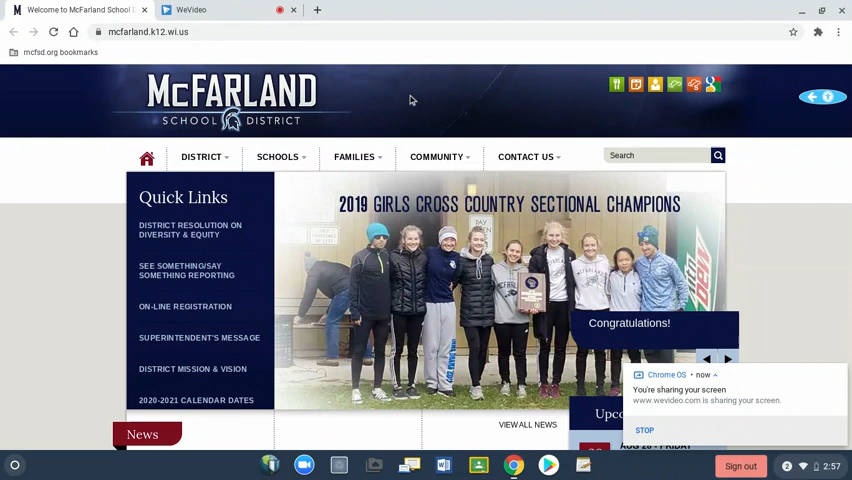 Welcome to McFarland School D
WeVideo
mcfarland.k12.wi.us
mcfsd.org bookmarks
McFARLAND
SCHOOL DISTRICT
DISTRICT
SCHOOLS
FAMILIES
COMMUNITY
CONTACT US
Search
Quick Links
DISTRICT RESOLUTION ON
DIVERSITY & EQUITY
SEE SOMETHING/SAY
SOMETHING REPORTING
ON-LINE REGISTRATION
SUPERINTENDENT'S MESSAGE
DISTRICT MISSION & VISION
2020-2021 CALENDAR DATES
2019 GIRLS CROSS COUNTRY SECTIONAL CHAMPIONS
Congratulations!
Chrome OS • now
You're sharing your screen
www.wevideo.com is sharing your screen.
STOP
News
VIEW ALL NEWS
Upco
AUG 28 - FRIDAY
Sign out
2
2:57